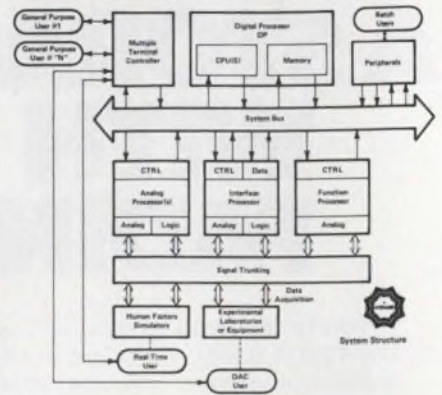 General Purpose
User #1
General Purpose
User # "N"
Multiple
Terminal
Controller
Digital Processor
DP
CPU(S)
Memory
Batch
Users
Peripherals
System Bus
CTRL
Analog
Processor(s)
Analog
Logic
CTRL
Data
Interface
Processor
Analog
Logic
CTRL
Function
Processor
Analog
Signal Trunking
Data
Acquisition
Human Factors
Simulators
Experimental
Laboratories
or Equipment
Real-Time
User
DAC
User
System Structure